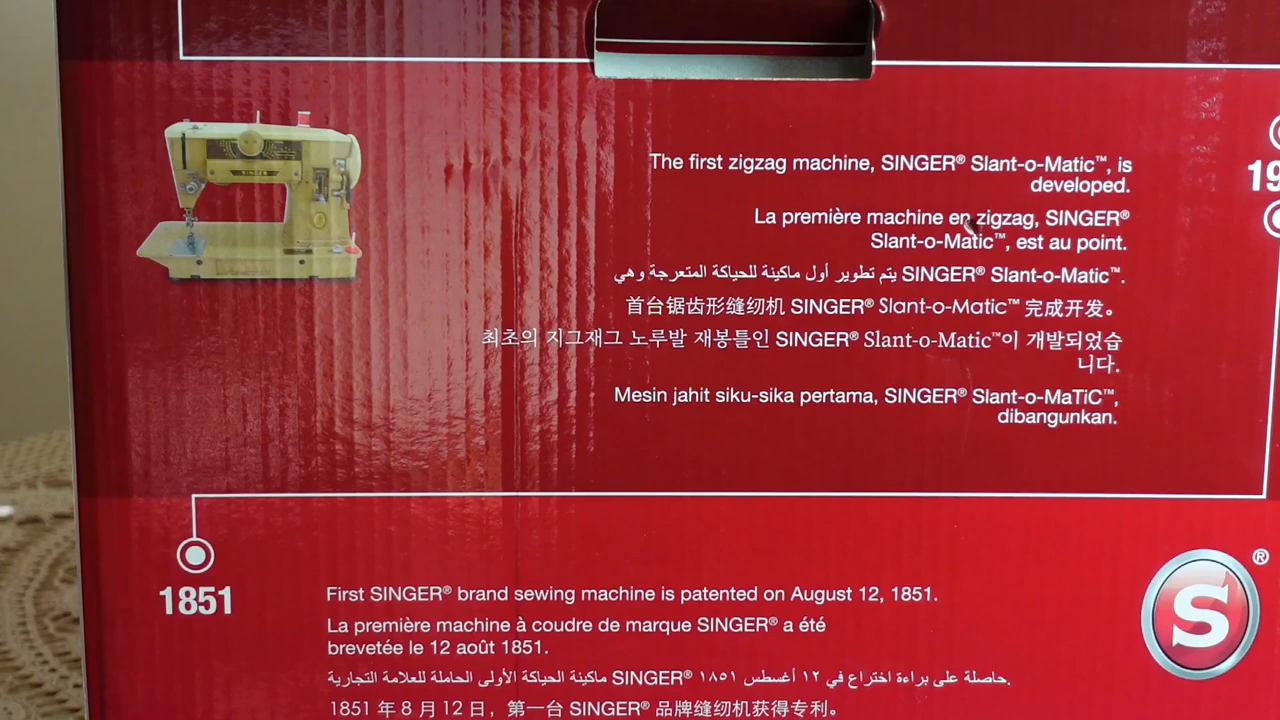 The first zigzag machine, SINGER® Slant-o-Matic™, is
developed.
19
La première machine en zigzag, SINGER®
Slant-o-Matic™, est au point.
يتم تطوير أول ماكينة للحياكة المتعرجة وهي SINGER® Slant-o-Matic™.
首台锯齿形缝纫机 SINGER® Slant-o-Matic™ 完成开发。
최초의 지그재그 노루발 재봉틀인 SINGER® Slant-o-Matic™이 개발되었습
니다.
Mesin jahit siku-sika pertama, SINGER® Slant-o-MaTiC™,
dibangunkan.
SINGER
1851
First SINGER® brand sewing machine is patented on August 12, 1851.
La première machine à coudre de marque SINGER® a été
brevetée le 12 août 1851.
ماكينة الحياكة الأولى الحاملة للعلامة التجارية SINGER® حاصلة على براءة اختراع في ١٢ أغسطس ١٨٥١.
1851 年 8 月 12 日，第一台 SINGER® 品牌缝纫机获得专利。
S®